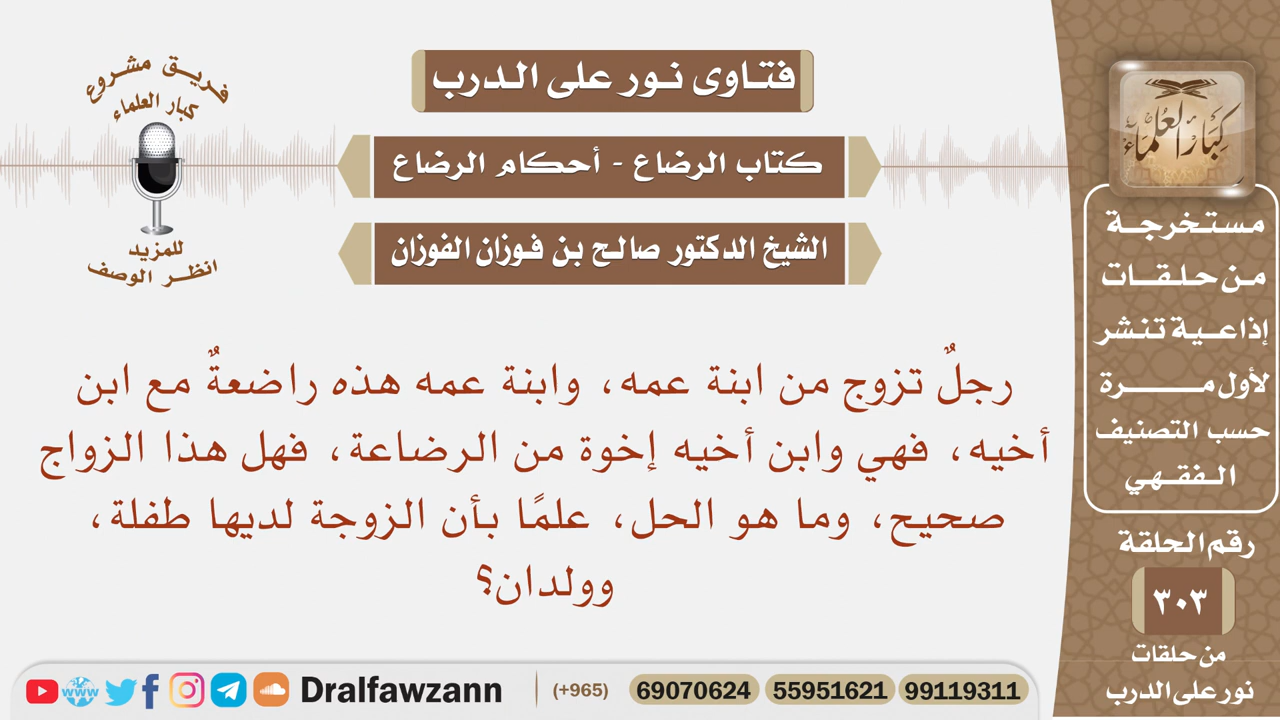 فتاوى نور على الدرب
كتاب الرضاع - أحكام الرضاع
الشيخ الدكتور صالح بن فوزان الفوزان
فريق مشروع
كبار العلماء
للمزيد
انظر الوصف
كبار العلماء
مستخرجة
من حلقات
إذاعية تنشر
لأول مرة
حسب التصنيف
الفقهي
رقم الحلقة
٣٠٣
من حلقات
نور على الدرب
رجلٌ تزوج من ابنة عمه، وابنة عمه هذه راضعةٌ مع ابن
أخيه، فهي وابن أخيه إخوة من الرضاعة، فهل هذا الزواج
صحيح، وما هو الحل، علمًا بأن الزوجة لديها طفلة،
وولدان؟
www Dralfawzann (+965) 69070624 55951621 99119311